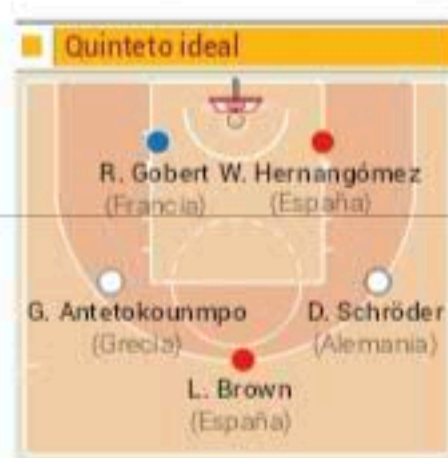 Quinteto ideal
R. Gobert W. Hernangómez
(Francia) (España)
G. Antetokounmpo D. Schröder
(Grecia) (Alemania)
L. Brown
(España)